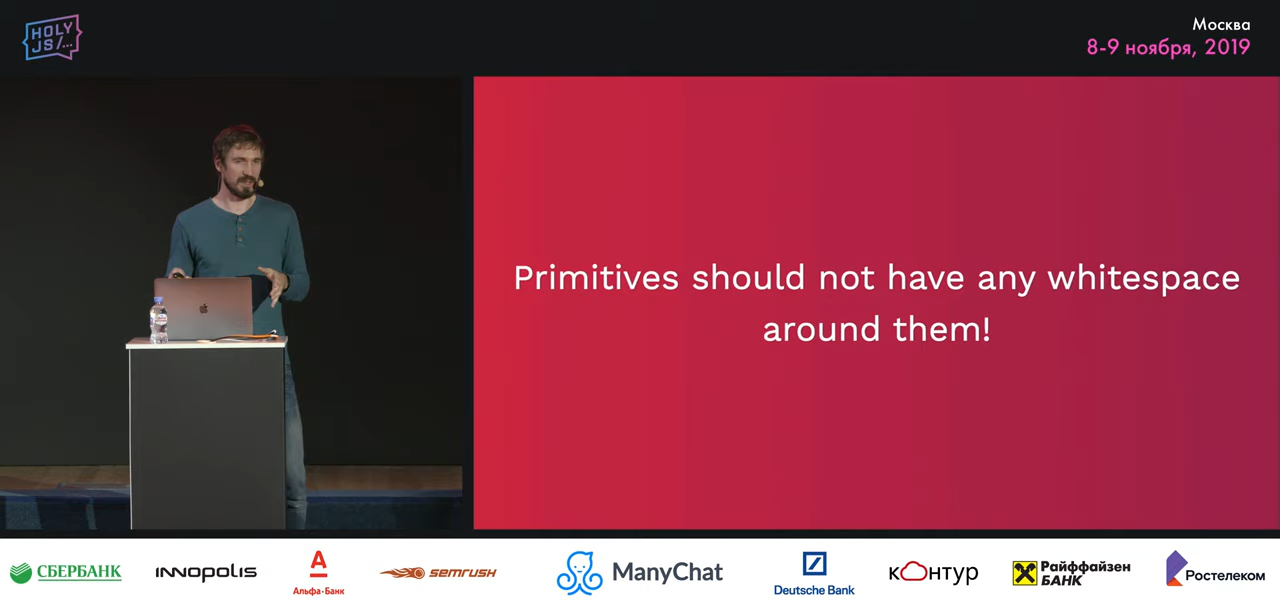 HOLY
JS/...
Москва
8-9 ноября, 2019
Primitives should not have any whitespace
around them!
СБЕРБАНК
INNOPOLIS
А
Альфа·Банк
semrush
ManyChat
Deutsche Bank
кОнтур
Райффайзен
БАНК
Ростелеком